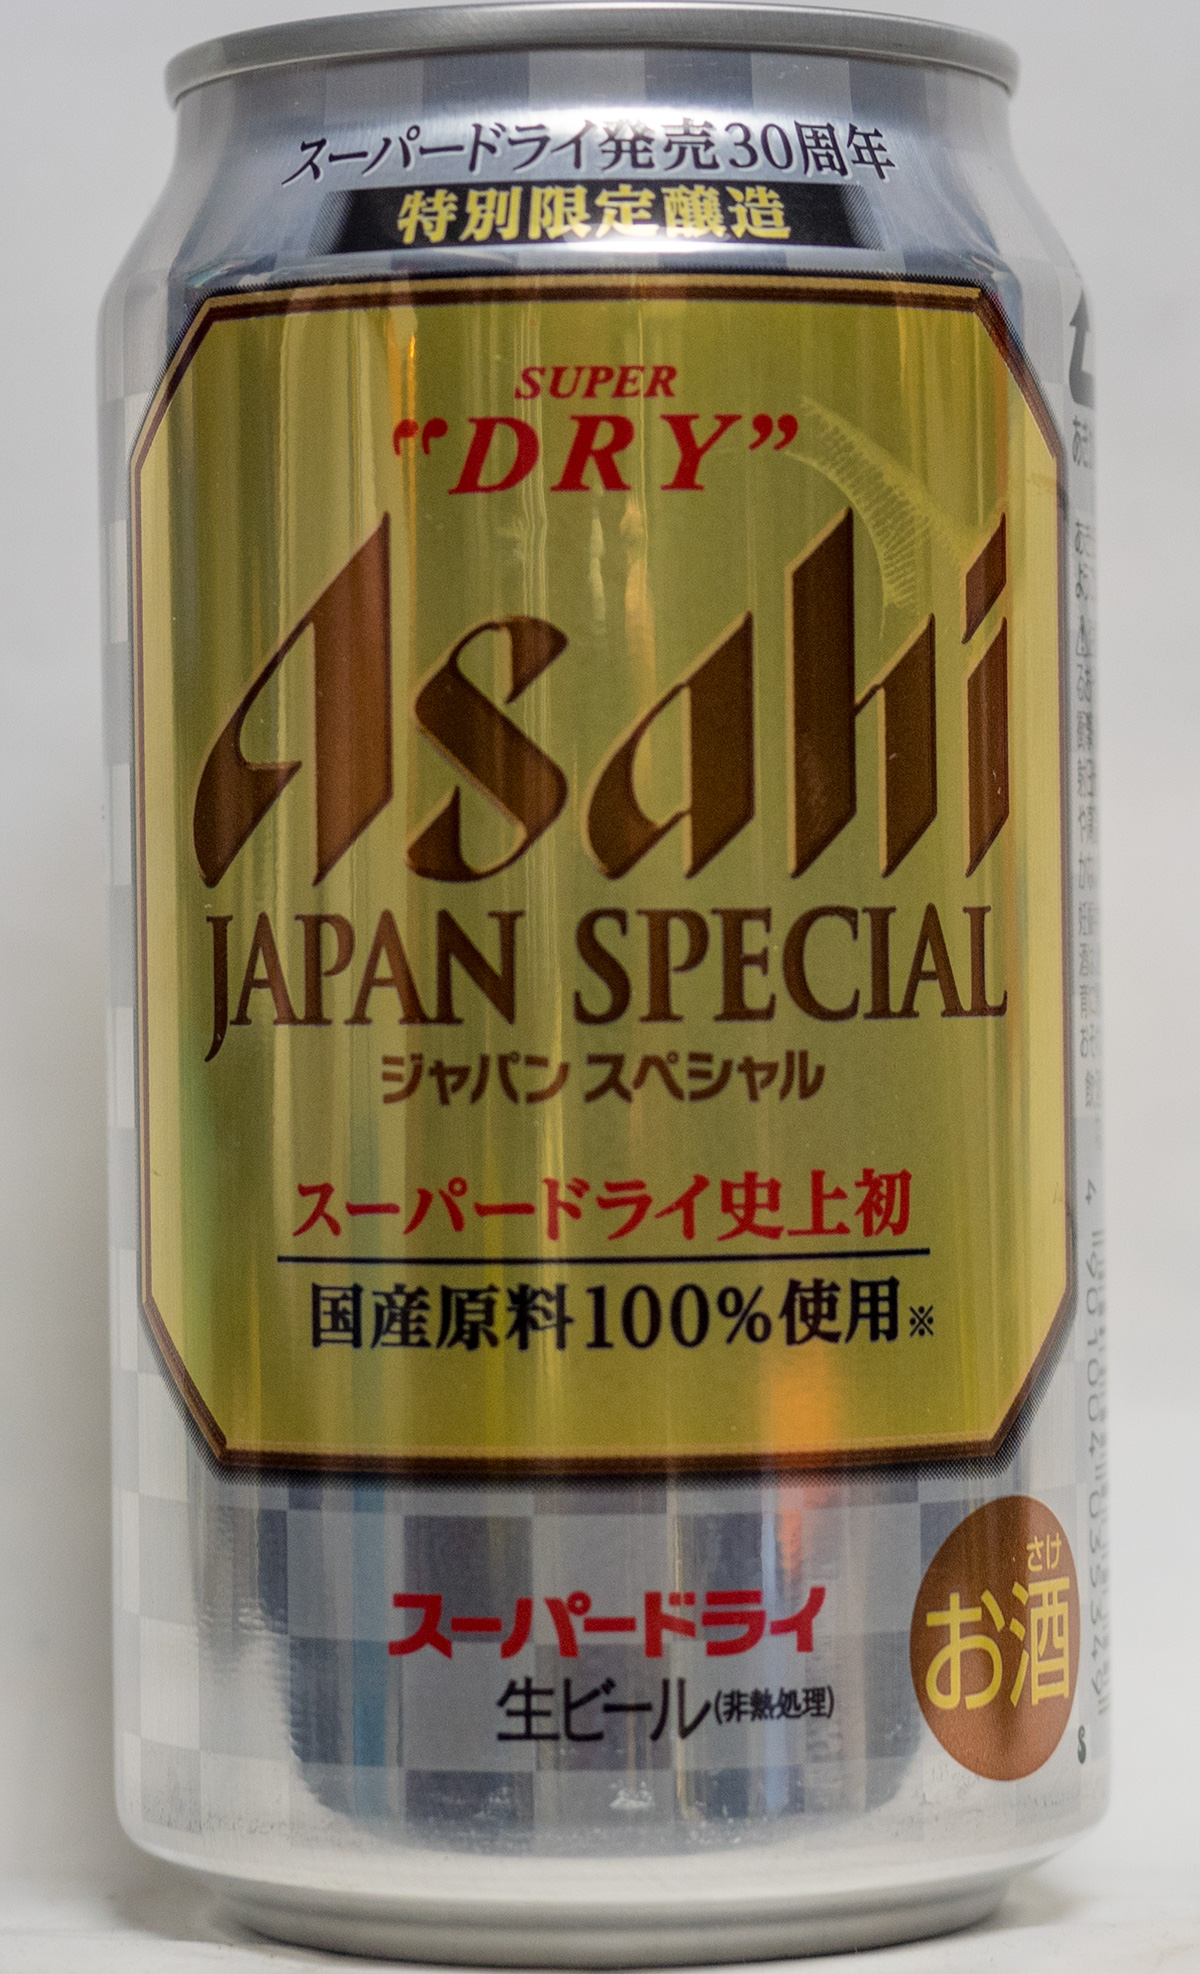 スーパードライ発売30周年
特別限定醸造
SUPER
“DRY”
Asahi
JAPAN SPECIAL
ジャパン スペシャル
スーパードライ史上初
国産原料100%使用※
さけ
お酒
スーパードライ
生ビール(非熱処理)